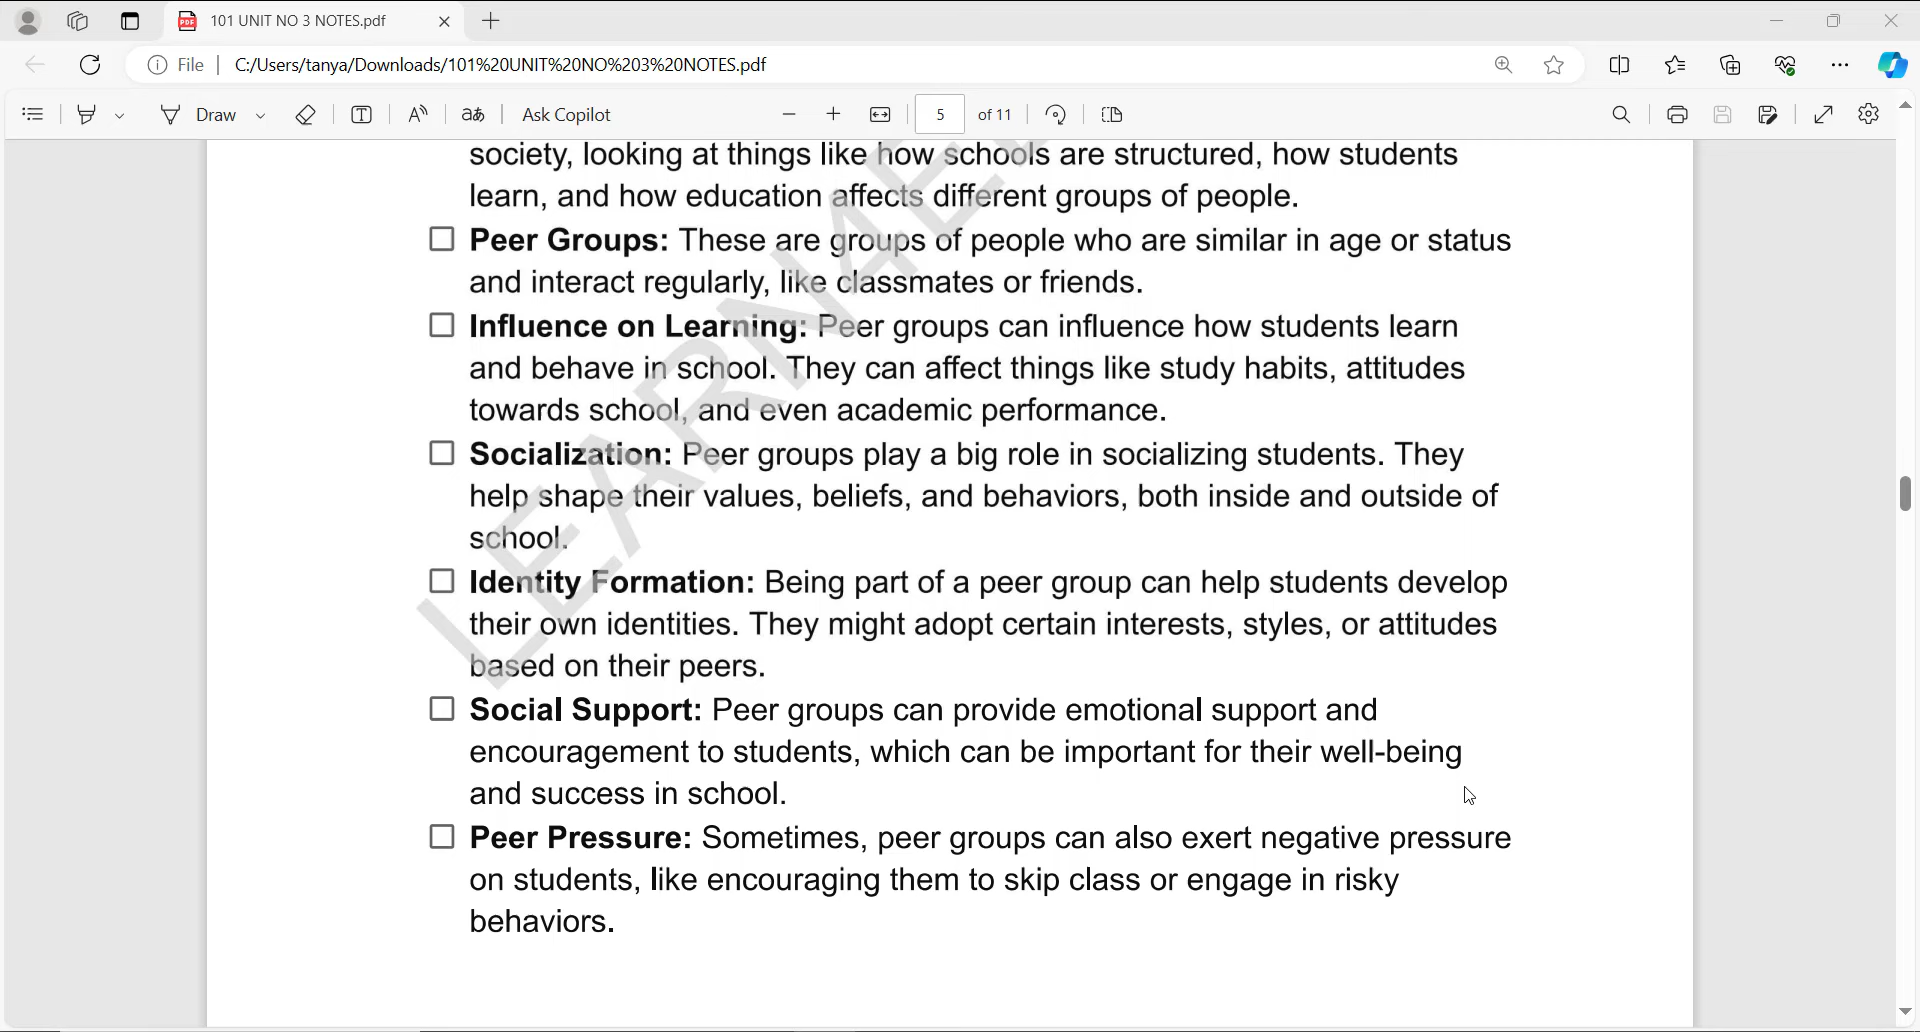 101 UNIT NO 3 NOTES.pdf
File
C:/Users/tanya/Downloads/101%20UNIT%20NO%203%20NOTES.pdf
Draw
Ask Copilot
5 of 11
society, looking at things like how schools are structured, how students
learn, and how education affects different groups of people.
Peer Groups: These are groups of people who are similar in age or status
and interact regularly, like classmates or friends.
Influence on Learning: Peer groups can influence how students learn
and behave in school. They can affect things like study habits, attitudes
towards school, and even academic performance.
Socialization: Peer groups play a big role in socializing students. They
help shape their values, beliefs, and behaviors, both inside and outside of
school.
Identity Formation: Being part of a peer group can help students develop
their own identities. They might adopt certain interests, styles, or attitudes
based on their peers.
Social Support: Peer groups can provide emotional support and
encouragement to students, which can be important for their well-being
and success in school.
Peer Pressure: Sometimes, peer groups can also exert negative pressure
on students, like encouraging them to skip class or engage in risky
behaviors.
LEARN4E